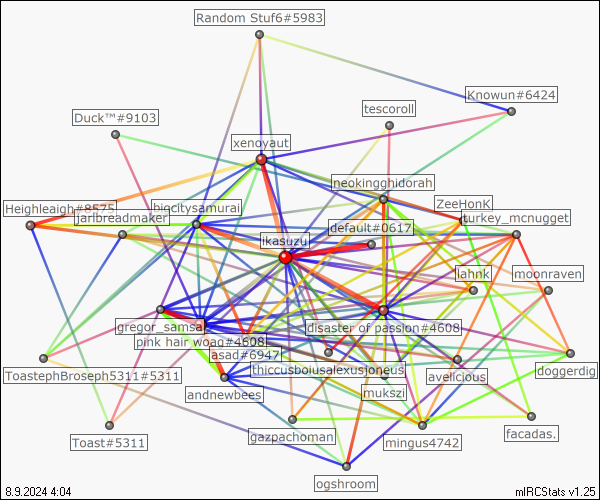 Random Stuf6#5983
Knowun#6424
tescoroll
Duck™#9103
xenoyaut
neokingghidorah
ZeeHonK
Heighleaigh#8575
bigcitysamurai
jarlbreadmaker
turkey_mcnugget
default#0617
ikasuzu
lahnk
moonraven
gregor_samsa
disaster of passion#4608
pink hair woag#4608
asad#6947
thiccusboiusalexusjoneus
ToastephBroseph5311#5311
avelicious
doggerdig
andnewbees
mukszi
Toast#5311
gazpachoman
mingus4742
facadas.
ogshroom
8.9.2024 4:04
mIRCStats v1.25